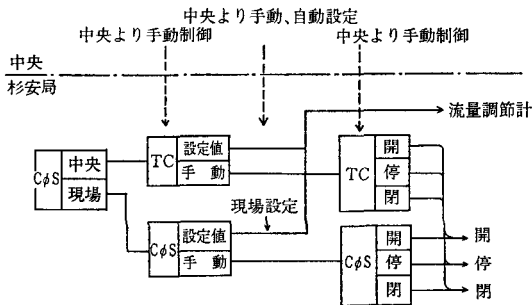 中央より手動、自動設定
中央より手動制御
中央より手動制御
中央
杉安局
流量調節計
CφS
中央
現場
TC
設定値
手動
TC
開
停
閉
現場設定
CφS
設定値
手動
CφS
開
停
閉
開
停
閉